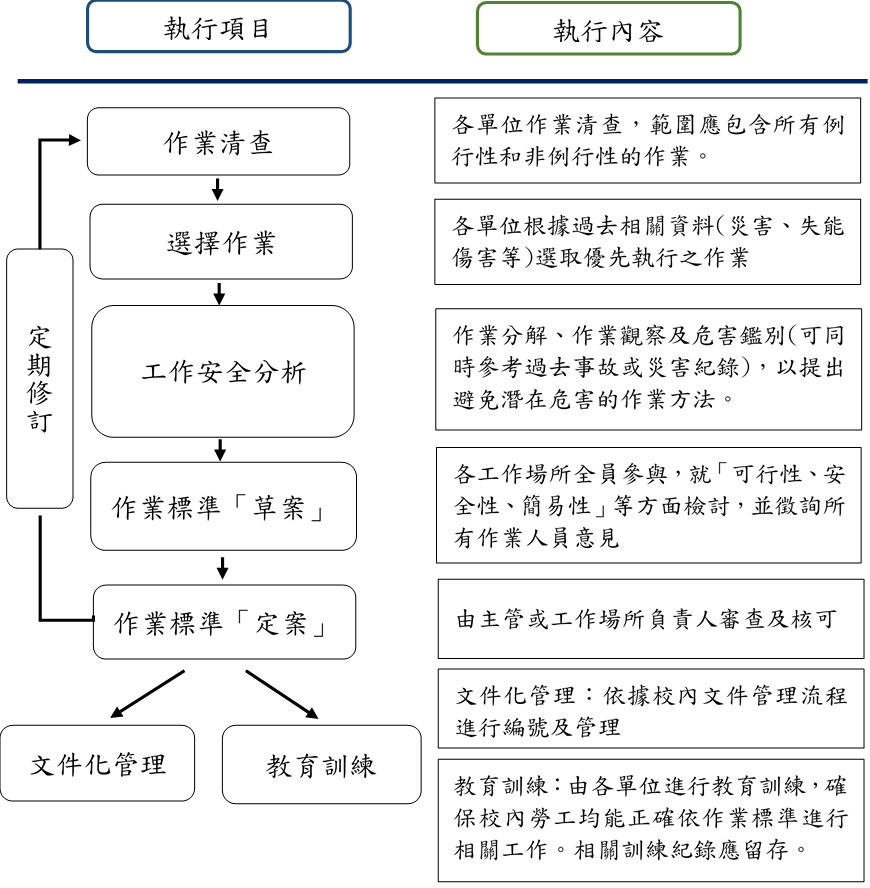 執行項目
執行內容
作業清查
各單位作業清查，範圍應包含所有例
行性和非例行性的作業。
選擇作業
各單位根據過去相關資料(災害、失能
傷害等)選取優先執行之作業
定期修訂
工作安全分析
作業分解、作業觀察及危害鑑別(可同
時參考過去事故或災害紀錄)，以提出
避免潛在危害的作業方法。
作業標準「草案」
各工作場所全員參與，就「可行性、安
全性、簡易性」等方面檢討，並徵詢所
有作業人員意見
作業標準「定案」
由主管或工作場所負責人審查及核可
文件化管理：依據校內文件管理流程
進行編號及管理
文件化管理
教育訓練
教育訓練：由各單位進行教育訓練，確
保校內勞工均能正確依作業標準進行
相關工作。相關訓練紀錄應留存。